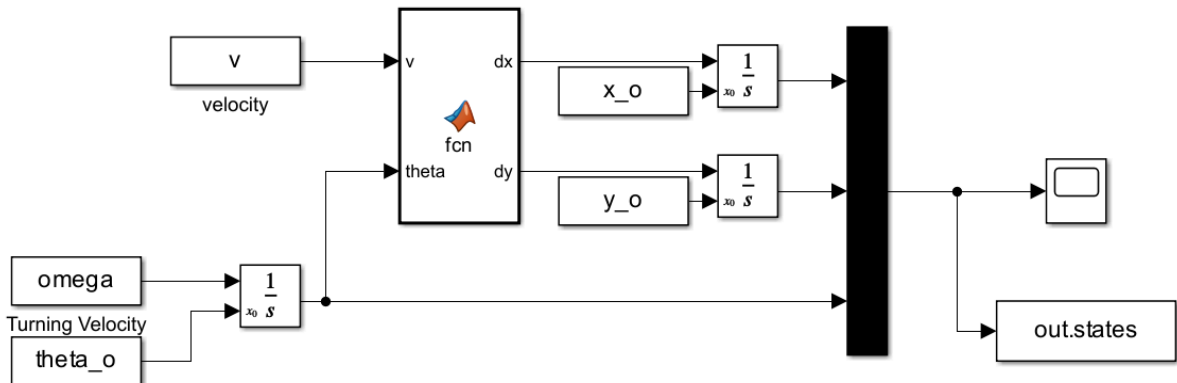 v
velocity
v
dx
theta
dy
fcn
x_o
x₀
1
s
y_o
x₀
1
s
omega
Turning Velocity
theta_o
x₀
1
s
out.states